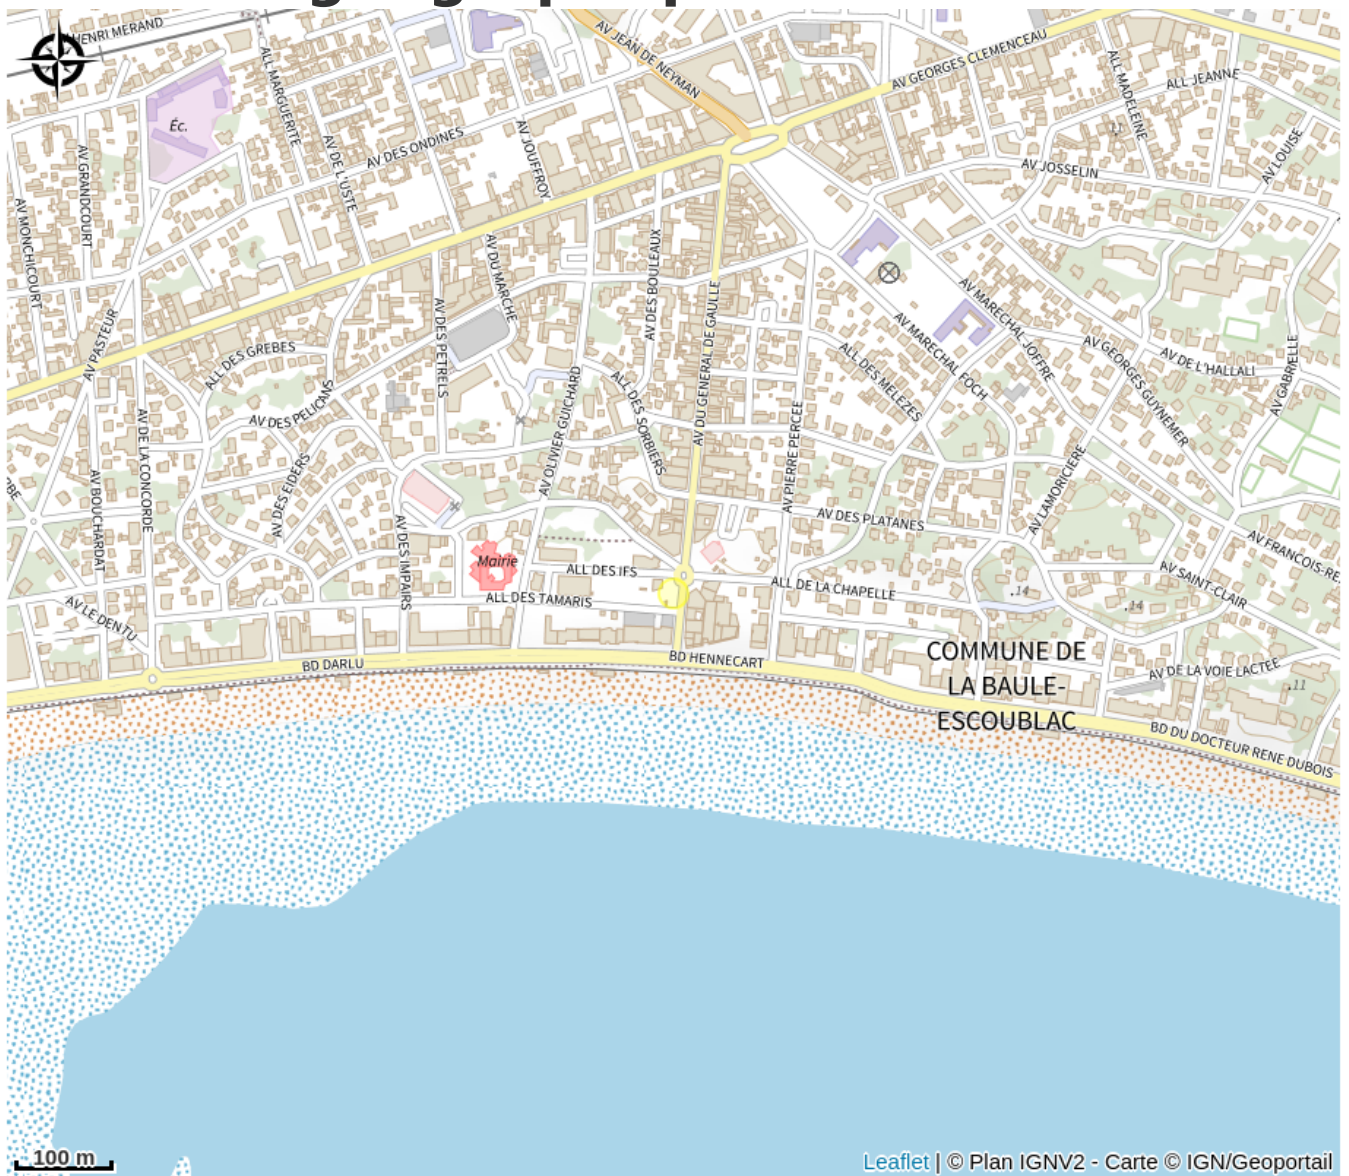 HENRI MERAND
AV JEAN DE NEYMAN
AV GEORGES CLEMENCEAU
ALL MARGUERITE
ALL MADELEINE
ALL JEANNE
Éc.
AV DE L'USTE
AV DES ONDINES
AV JOUFFROY
AV JOSSELIN
AV LOUISE
AV GRANDCOURT
AV MONCHICOURT
AV DU MARCHE
AV DES BOULEAUX
AV DU GENERAL DE GAULLE
AV PASTEUR
AV DES PETRELS
AV MARECHAL JOFFRE
AV MARECHAL FOCH
AV GEORGES GUYNEMER
AV DE L'HALLALI
AV GABRIELLE
ALL DES GREBES
ALL DES MELEZES
AV DES PELICANS
AV OLIVIER GUICHARD
ALL DES SORBIERS
AV PIERRE PERCEE
AV DE LA CONCORDE
AV BOUCHARDAT
AV DES EIDERS
AV LAMORICIERE
AV DES PLATANES
AV DES IMPAIRS
Mairie
ALL DES IFS
ALL DE LA CHAPELLE
ALL DES TAMARIS
AV FRANCOIS-RE
AV SAINT-CLAIR
.14
.14
11
AV LE DENTU
BD DARLU
BD HENNECART
COMMUNE DE
LA BAULE-
ESCOUBLAC
AV DE LA VOIE LACTEE
.11
BD DU DOCTEUR RENE DUBOIS
100 m
Leaflet | © Plan IGNV2 - Carte © IGN/Geoportail